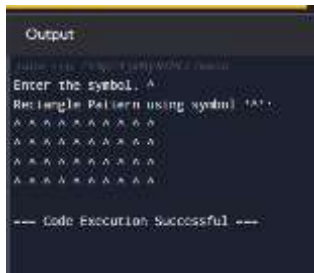 Output
Enter the symbol. ^
Rectangle Pattern using symbol '^':
^ ^ ^ ^ ^ ^ ^ ^ ^ ^
^ ^ ^ ^ ^ ^ ^ ^ ^ ^
^ ^ ^ ^ ^ ^ ^ ^ ^ ^
^ ^ ^ ^ ^ ^ ^ ^ ^ ^
--- Code Execution Successful ---